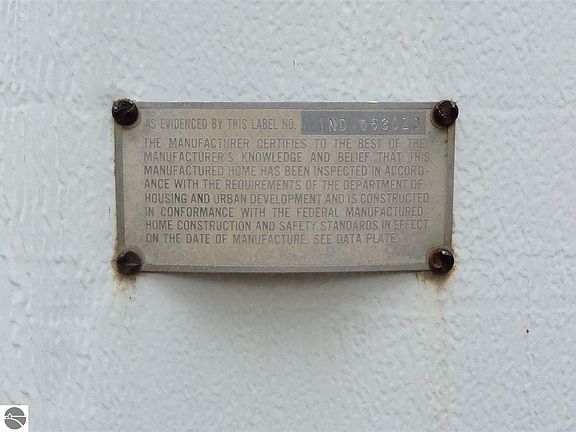 AS EVIDENCED BY THIS LABEL NO. IND 063010
THE MANUFACTURER CERTIFIES TO THE BEST OF THE
MANUFACTURER'S KNOWLEDGE AND BELIEF THAT THIS
MANUFACTURED HOME HAS BEEN INSPECTED IN ACCORD-
ANCE WITH THE REQUIREMENTS OF THE DEPARTMENT OF
HOUSING AND URBAN DEVELOPMENT AND IS CONSTRUCTED
IN CONFORMANCE WITH THE FEDERAL MANUFACTURED
HOME CONSTRUCTION AND SAFETY STANDARDS IN EFFECT
ON THE DATE OF MANUFACTURE. SEE DATA PLATE.